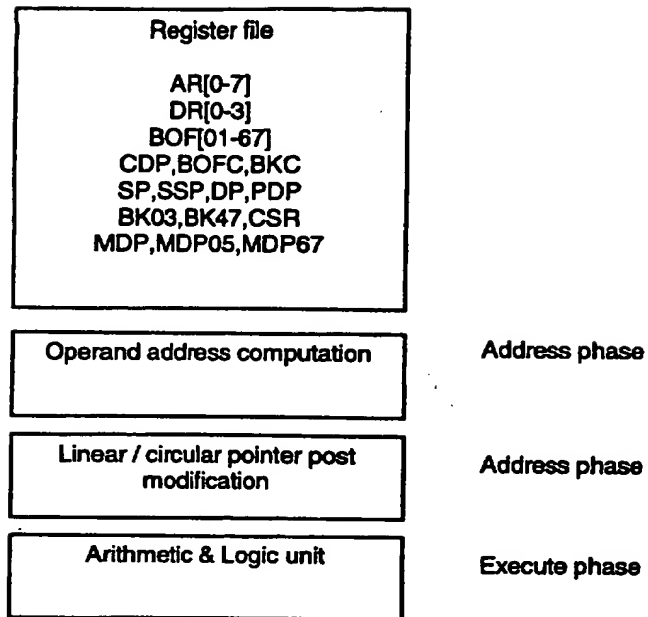 Register file
AR[0-7]
DR[0-3]
BOF[01-67]
CDP,BOFC,BKC
SP,SSP,DP,PDP
BK03,BK47,CSR
MDP,MDP05,MDP67
Operand address computation
Address phase
Linear / circular pointer post
modification
Address phase
Arithmetic & Logic unit
Execute phase